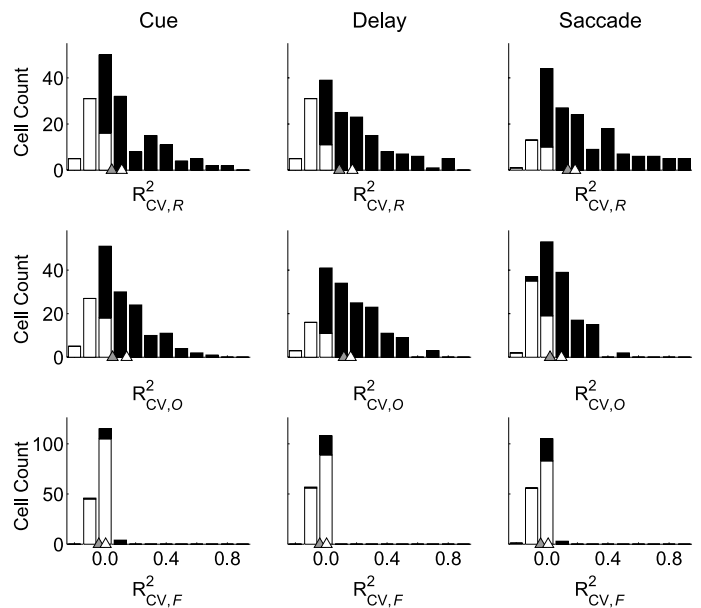 Cue Delay Saccade
Cell Count
40
20
0
R²CV,R R²CV,R R²CV,R
Cell Count
40
20
0
R²CV,O R²CV,O R²CV,O
Cell Count
100
50
0
0.0 0.4 0.8 0.0 0.4 0.8 0.0 0.4 0.8
R²CV,F R²CV,F R²CV,F